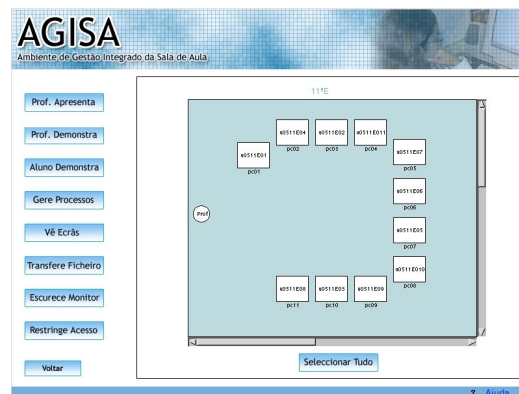 AGISA
Ambiente de Gestão Integrado da Sala de Aula
Prof. Apresenta
Prof. Demonstra
Aluno Demonstra
Gere Processos
Vê Ecrãs
Transfere Ficheiro
Escurece Monitor
Restringe Acesso
Voltar
11ºE
s0511E01
pc01
s0511E04
pc02
s0511E02
pc03
s0511E011
pc04
s0511E07
pc05
s0511E06
pc06
s0511E05
pc07
s0511E010
pc08
s0511E09
pc09
s0511E03
pc10
s0511E08
pc11
Prof
Seleccionar Tudo
? Ajuda